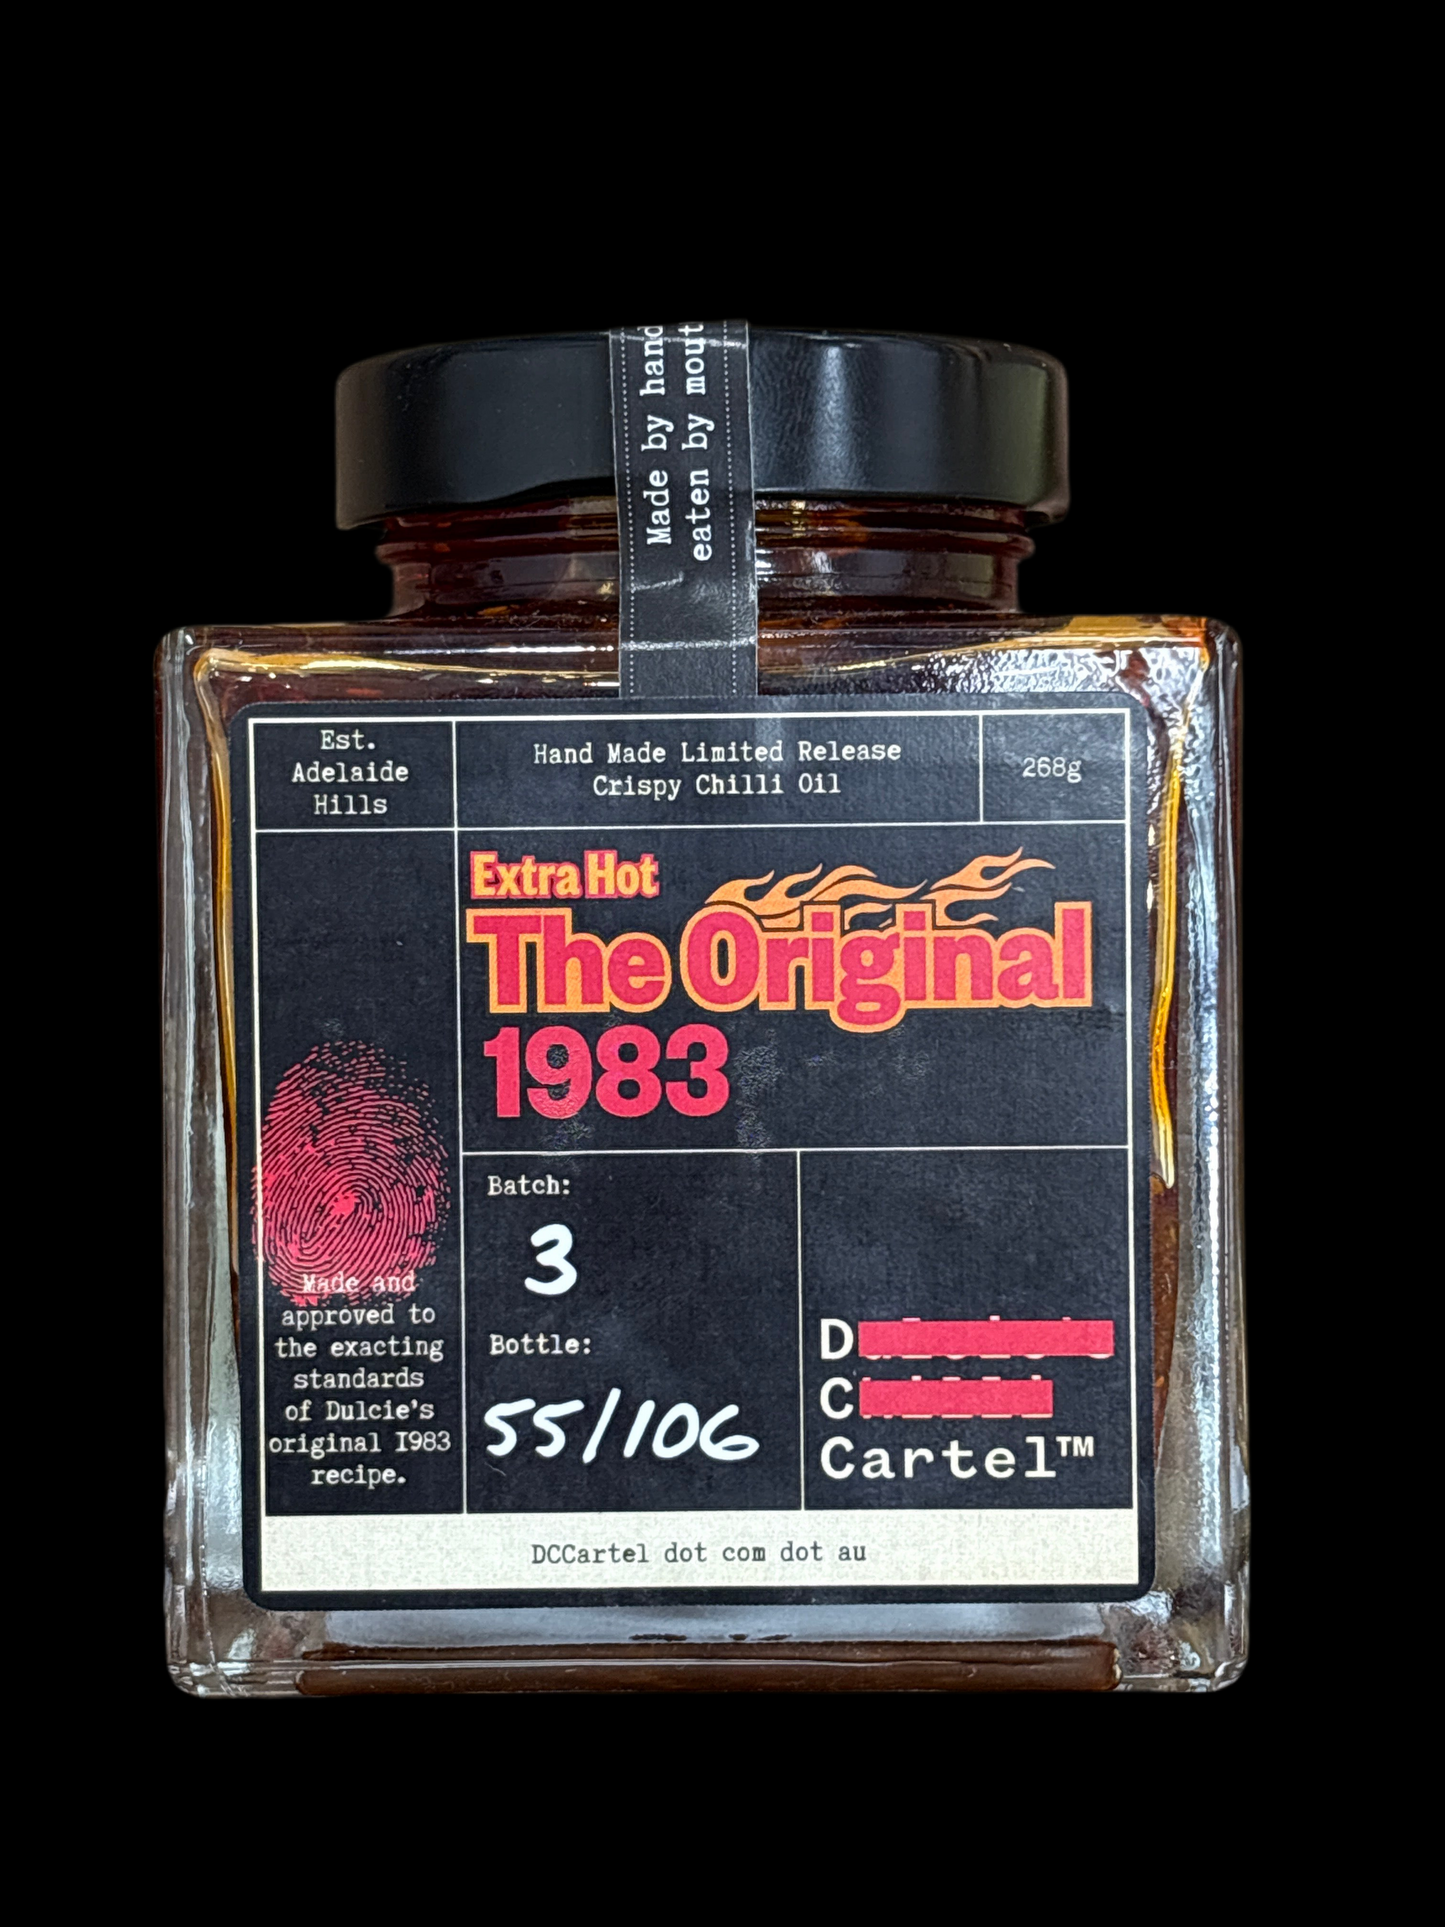 Made by hand
eaten by mout
Est.
Adelaide
Hills
Hand Made Limited Release
Crispy Chilli Oil
268g
Extra Hot
The Original
1983
Made and
approved to
the exacting
standards
of Dulcie's
original 1983
recipe.
Batch:
3
Bottle:
55/106
D
C
Cartel™
DCCartel dot com dot au